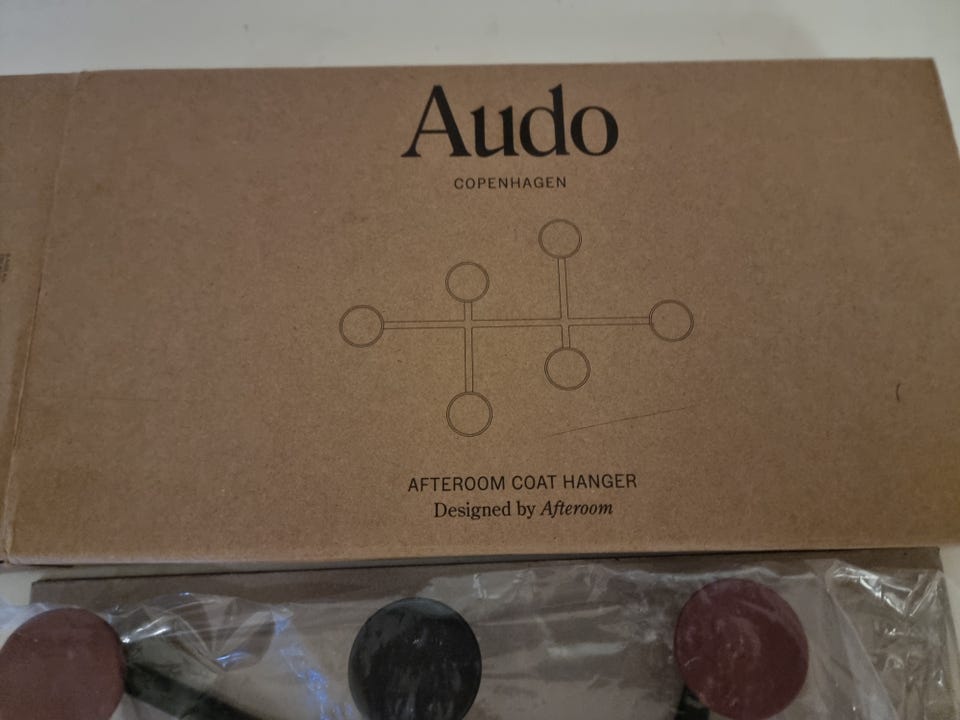 Audo
COPENHAGEN
AFTEROOM COAT HANGER
Designed by Afteroom